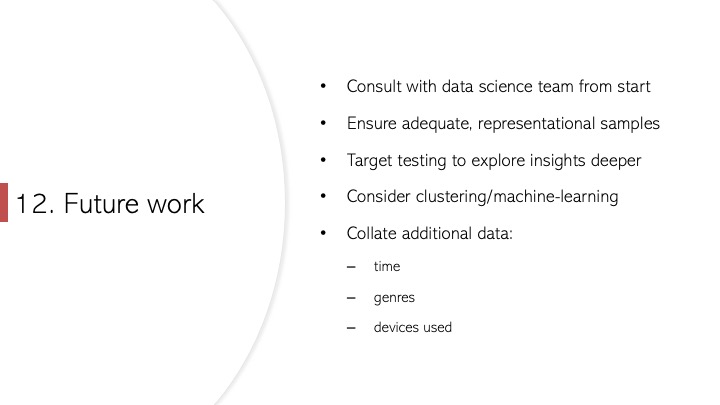 12. Future work
• Consult with data science team from start
• Ensure adequate, representational samples
• Target testing to explore insights deeper
• Consider clustering/machine-learning
• Collate additional data:
– time
– genres
– devices used